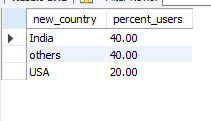 new_country percent_users
India 40.00
others 40.00
USA 20.00